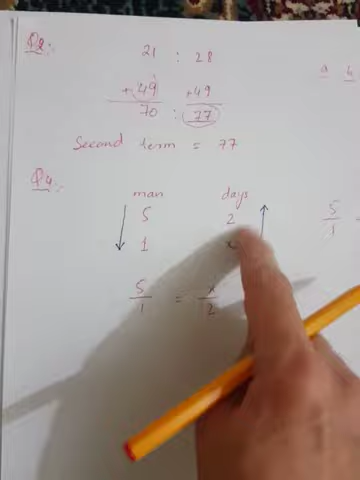 Q2:
21 : 28
+49 +49
70 : 77
Second term = 77
a
Q4:
man days
5 2
1 x
5/1 = x/2
5/1 =